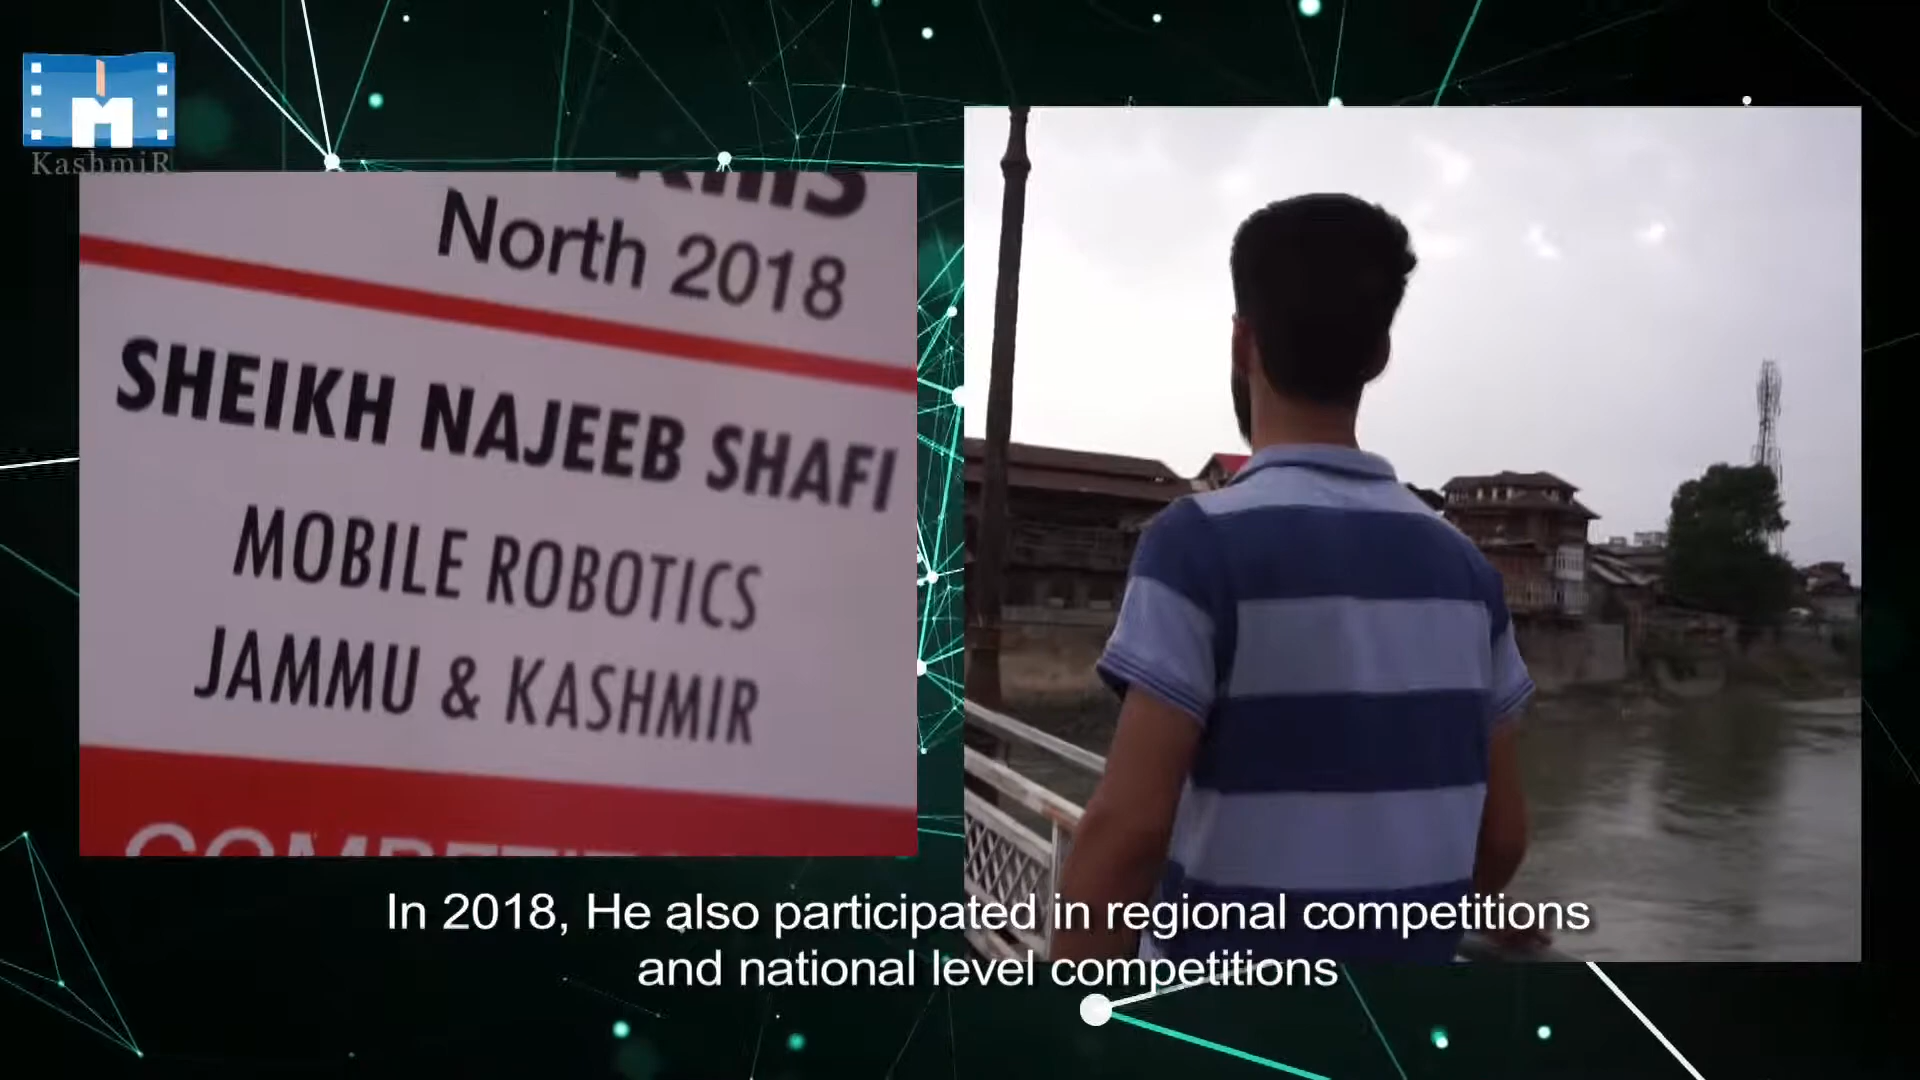 M
KashmiR
North 2018
SHEIKH NAJEEB SHAFI
MOBILE ROBOTICS
JAMMU & KASHMIR
In 2018, He also participated in regional competitions
and national level competitions